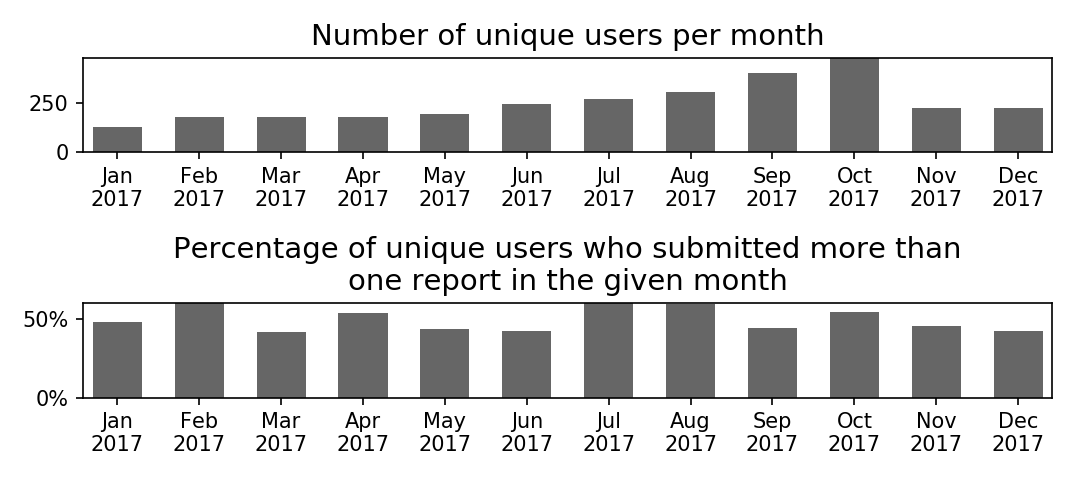 Number of unique users per month
250
0
Jan Feb Mar Apr May Jun Jul Aug Sep Oct Nov Dec
2017 2017 2017 2017 2017 2017 2017 2017 2017 2017 2017 2017
Percentage of unique users who submitted more than
one report in the given month
50%
0%
Jan Feb Mar Apr May Jun Jul Aug Sep Oct Nov Dec
2017 2017 2017 2017 2017 2017 2017 2017 2017 2017 2017 2017